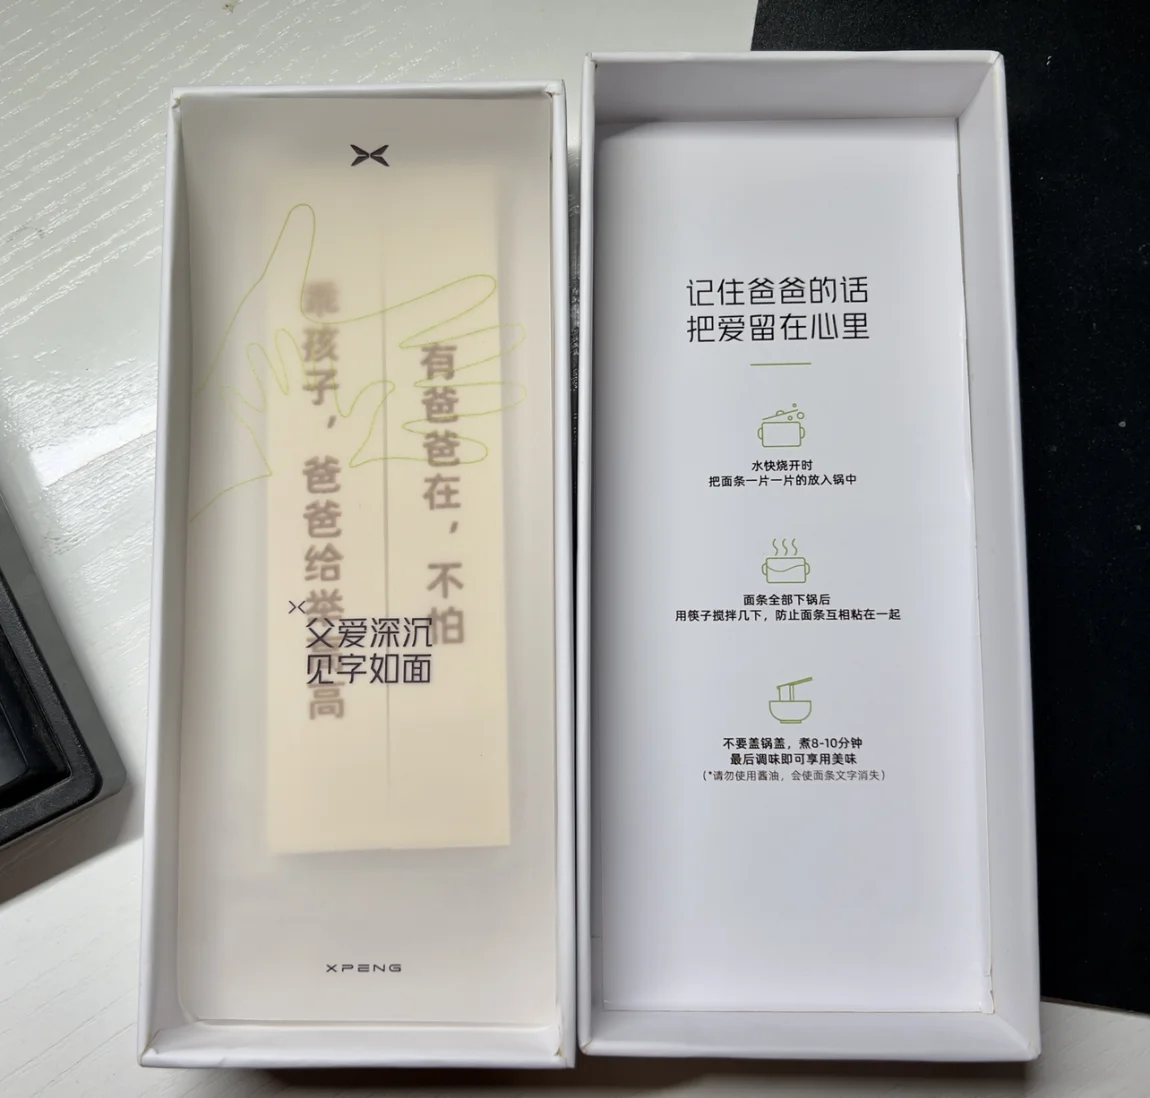 乖孩子，爸爸给举高高
有爸爸在，不怕
父爱深沉
见字如面
XPENG
记住爸爸的话
把爱留在心里
水快烧开时
把面条一片一片的放入锅中
面条全部下锅后
用筷子搅拌几下，防止面条互相粘在一起
不要盖锅盖，煮8-10分钟
最后调味即可享用美味
(*请勿使用酱油，会使面条文字消失)